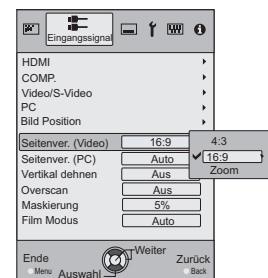 Eingangssignal
HDMI
COMP.
Video/S-Video
PC
Bild Position
Seitenver. (Video) 16:9
4:3
16:9
Zoom
Seitenver. (PC) Auto
Vertikal dehnen Aus
Overscan Aus
Maskierung 5%
Film Modus Auto
Ende
Menu
Auswahl
Weiter
Zurück
Back